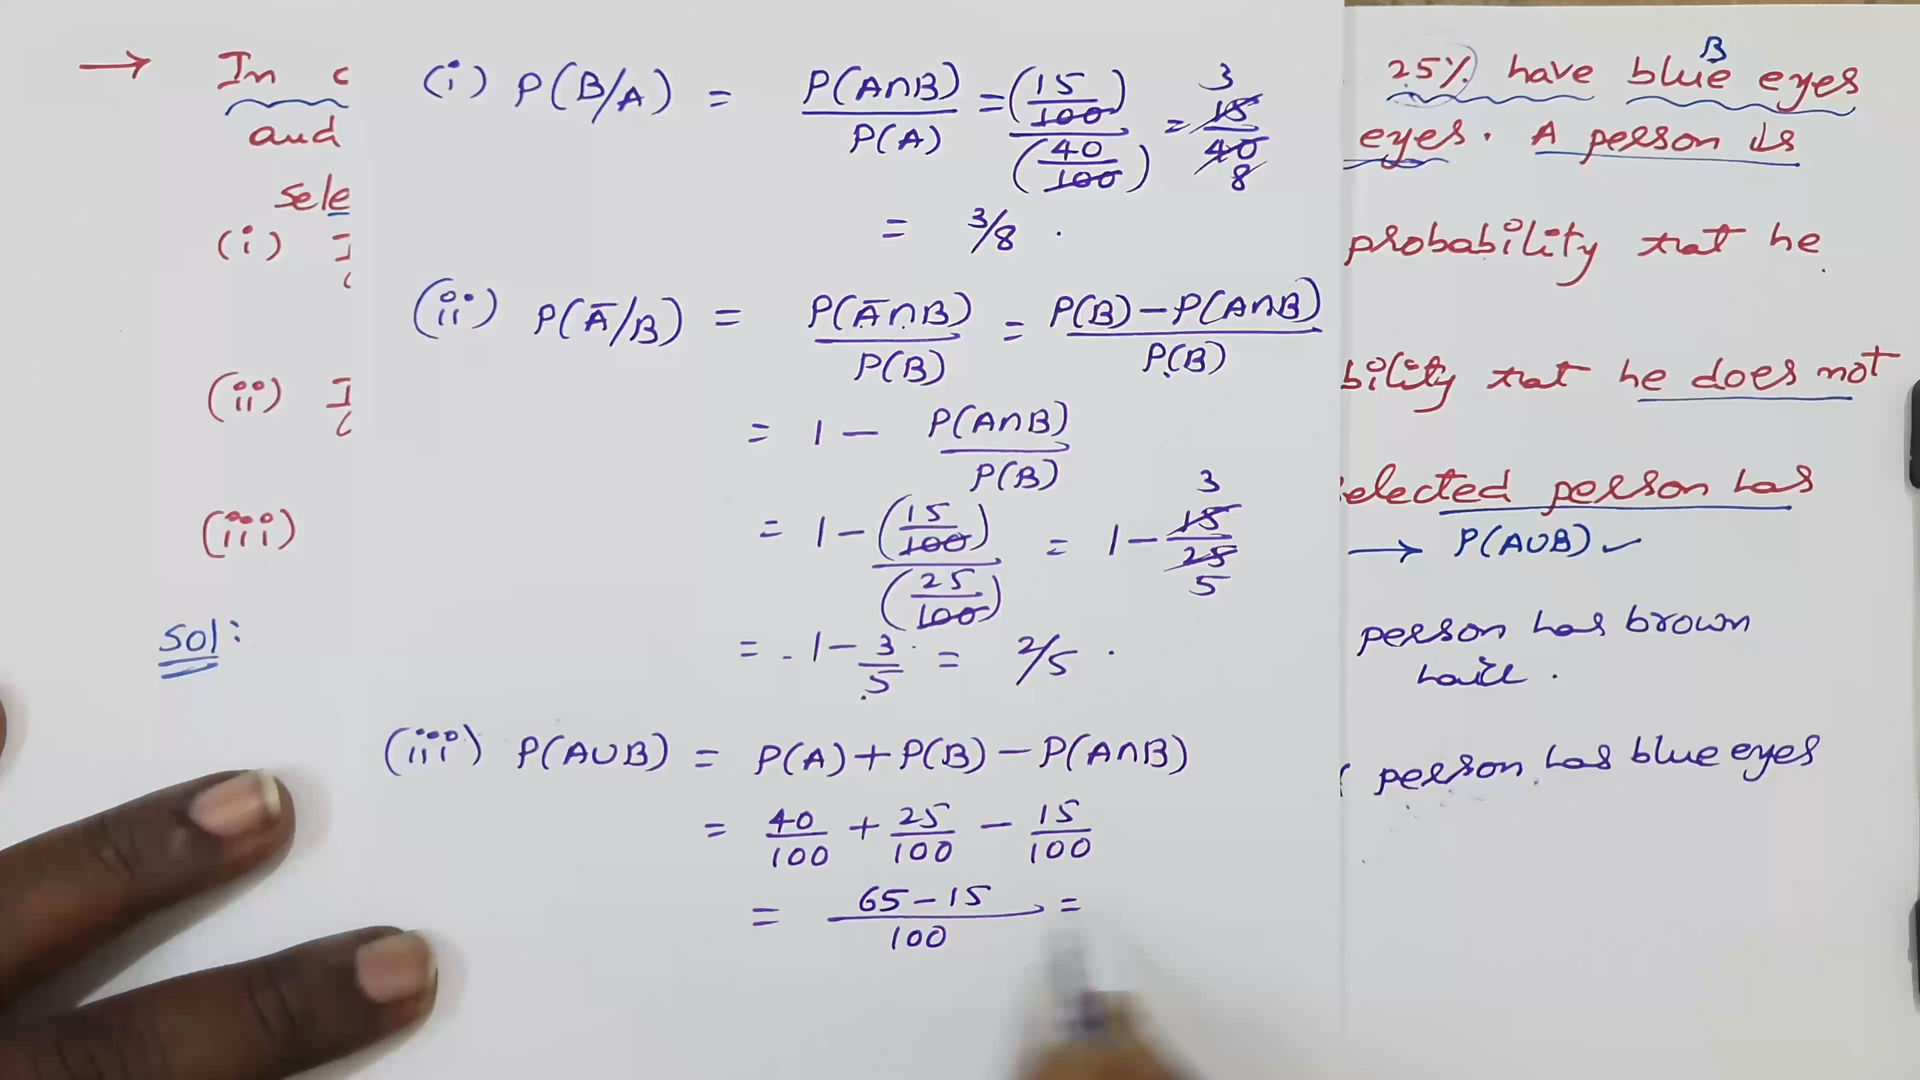 → In
25% have blue eyes
B
and
eyes. A person is
sele
(i)
probability that he
(ii)
bility that he does not
(iii)
elected person has
→ P(A∪B) ✓
Sol:
person has brown
hair.
person has blue eyes
(i) P(B/A) = P(A∩B)/P(A) = (15/100)/(40/100) = 15/40 3 8
= 3/8 .
(ii) P(Ā/B) = P(Ā∩B)/P(B) = P(B)-P(A∩B)/P(B)
= 1 - P(A∩B)/P(B)
= 1 - (15/100)/(25/100) = 1 - 15/25 3 5
= 1 - 3/5 = 2/5 .
(iii) P(A∪B) = P(A)+P(B)-P(A∩B)
= 40/100 + 25/100 - 15/100
= 65-15/100 =